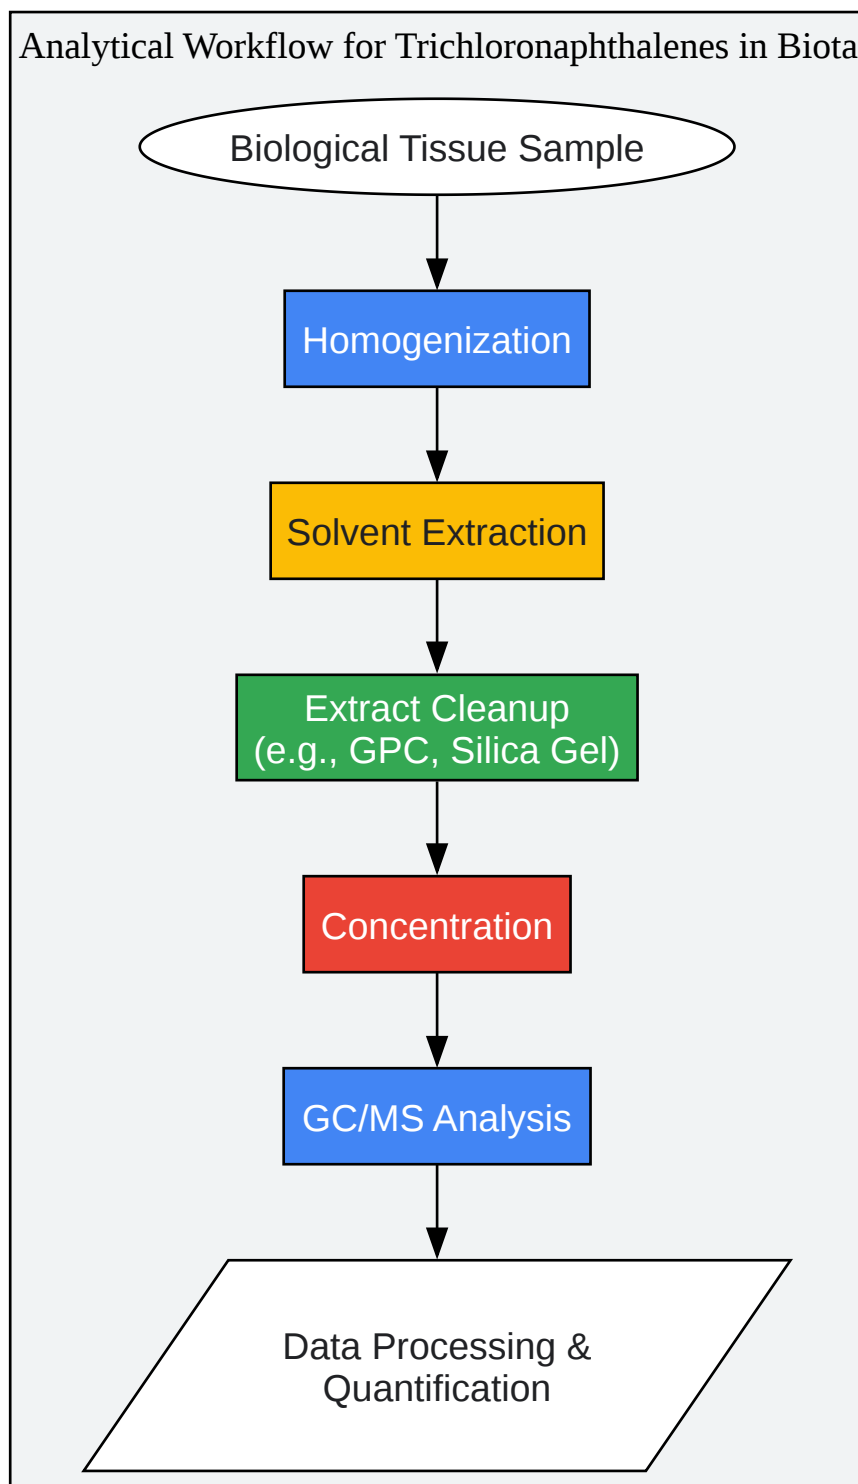 Analytical Workflow for Trichloronaphthalenes in Biota
Biological Tissue Sample
Homogenization
Solvent Extraction
Extract Cleanup
(e.g., GPC, Silica Gel)
Concentration
GC/MS Analysis
Data Processing &
Quantification